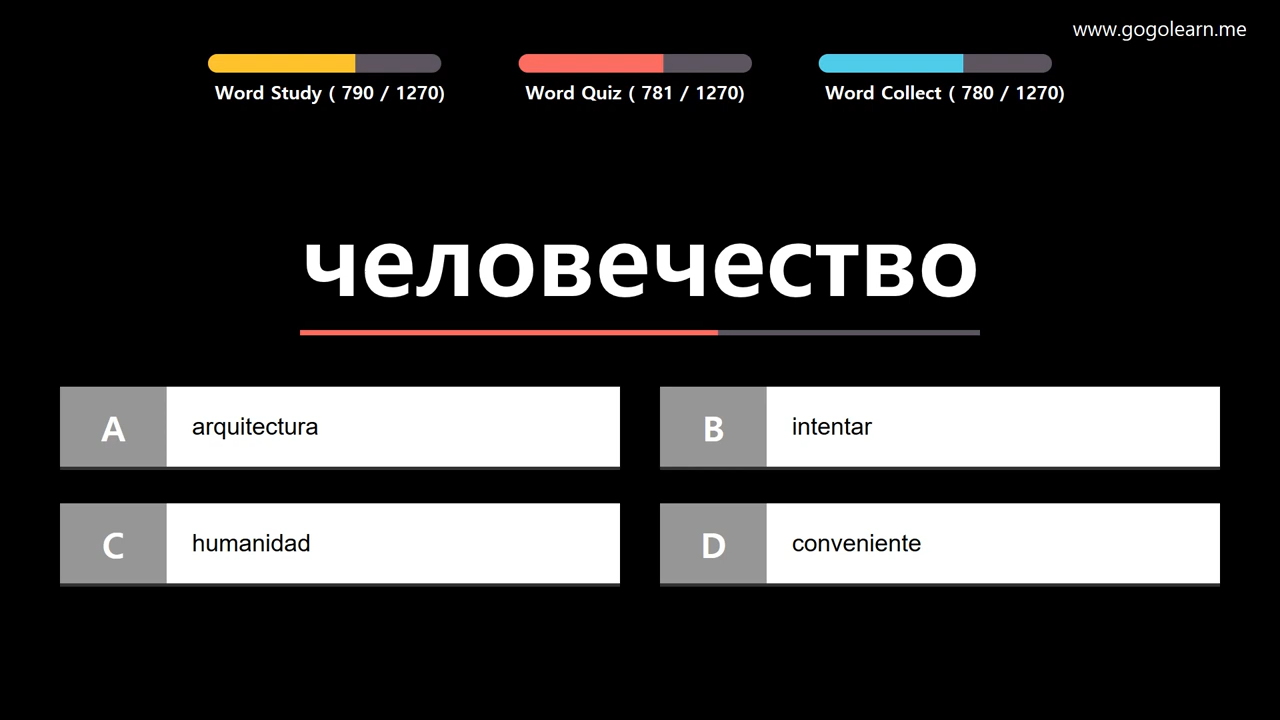 www.gogolearn.me
Word Study ( 790 / 1270)
Word Quiz ( 781 / 1270)
Word Collect ( 780 / 1270)
человечество
A arquitectura
B intentar
C humanidad
D conveniente